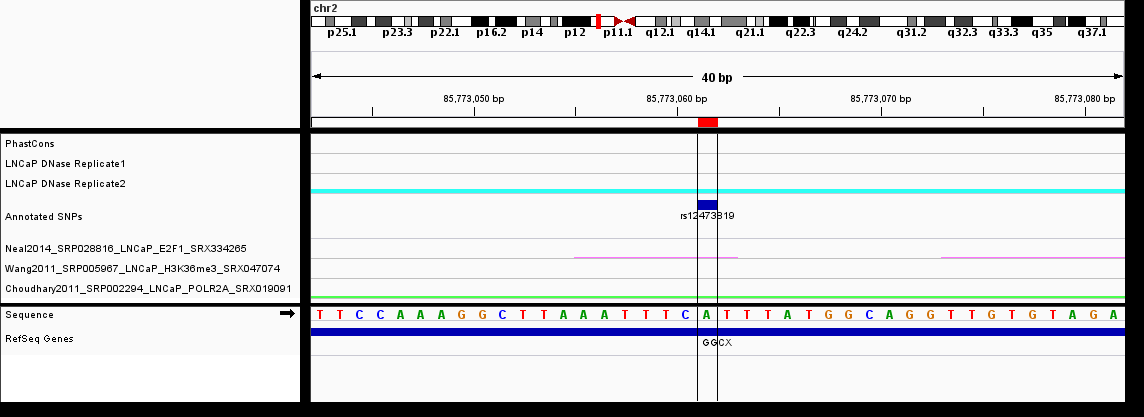 chr2
p25.1 p23.3 p22.1 p16.2 p14 p12 p11.1 q12.1 q14.1 q21.1 q22.3 q24.2 q31.2 q32.3 q33.3 q35 q37.1
40 bp
85,773,050 bp 85,773,060 bp 85,773,070 bp 85,773,080 bp
PhastCons
LNCaP DNase Replicate1
LNCaP DNase Replicate2
Annotated SNPs
rs12473819
Neal2014_SRP028816_LNCaP_E2F1_SRX334265
Wang2011_SRP005967_LNCaP_H3K36me3_SRX047074
Choudhary2011_SRP002294_LNCaP_POLR2A_SRX019091
Sequence T T C C A A A G G C T T A A A T T T C A T T T A T G G C A G G T T G T G T A G A
RefSeq Genes
GGCX